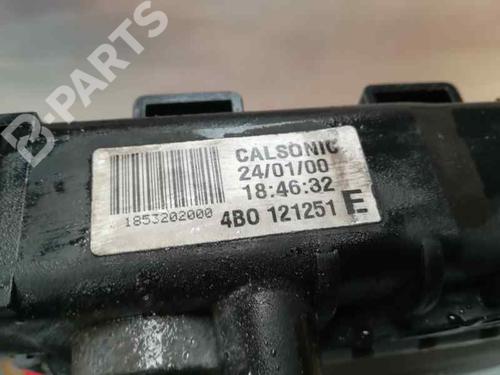 B-PARTS
CALSONIC
24/01/00
18:46:32
1853202000
4B0 121251 E